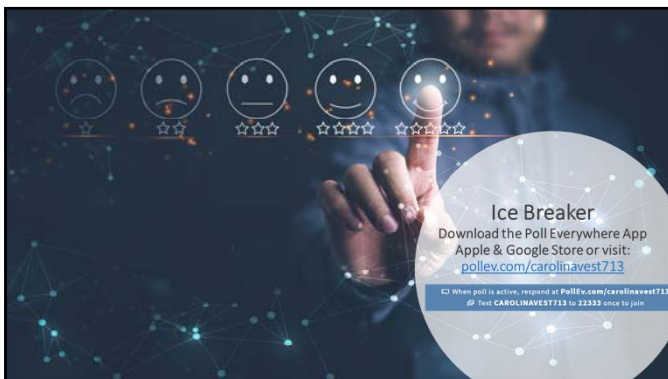 Ice Breaker
Download the Poll Everywhere App
Apple & Google Store or visit:
pollev.com/carolinavest713
When poll is active, respond at PollEv.com/carolinavest713
Text CAROLINAVEST713 to 22333 once to join